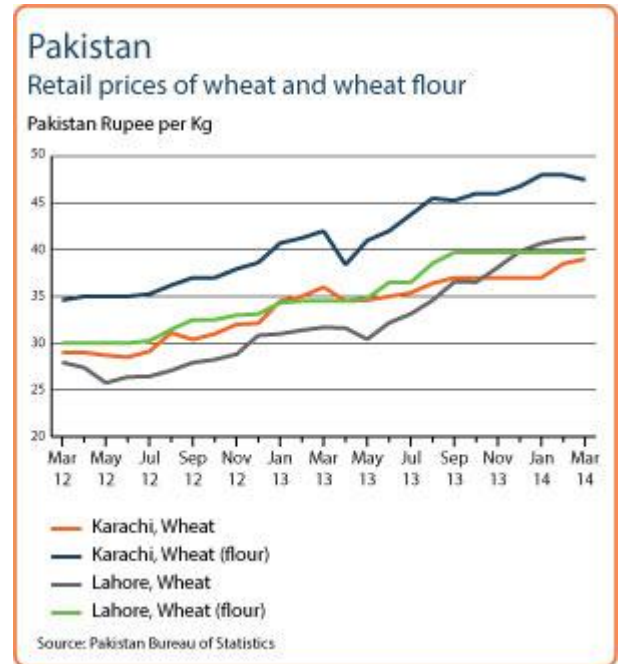 Pakistan
Retail prices of wheat and wheat flour
Pakistan Rupee per Kg
50
45
40
35
30
25
20
Mar May Jul Sep Nov Jan Mar May Jul Sep Nov Jan Mar
12 12 12 12 12 13 13 13 13 13 13 14 14
Karachi, Wheat
Karachi, Wheat (flour)
Lahore, Wheat
Lahore, Wheat (flour)
Source: Pakistan Bureau of Statistics